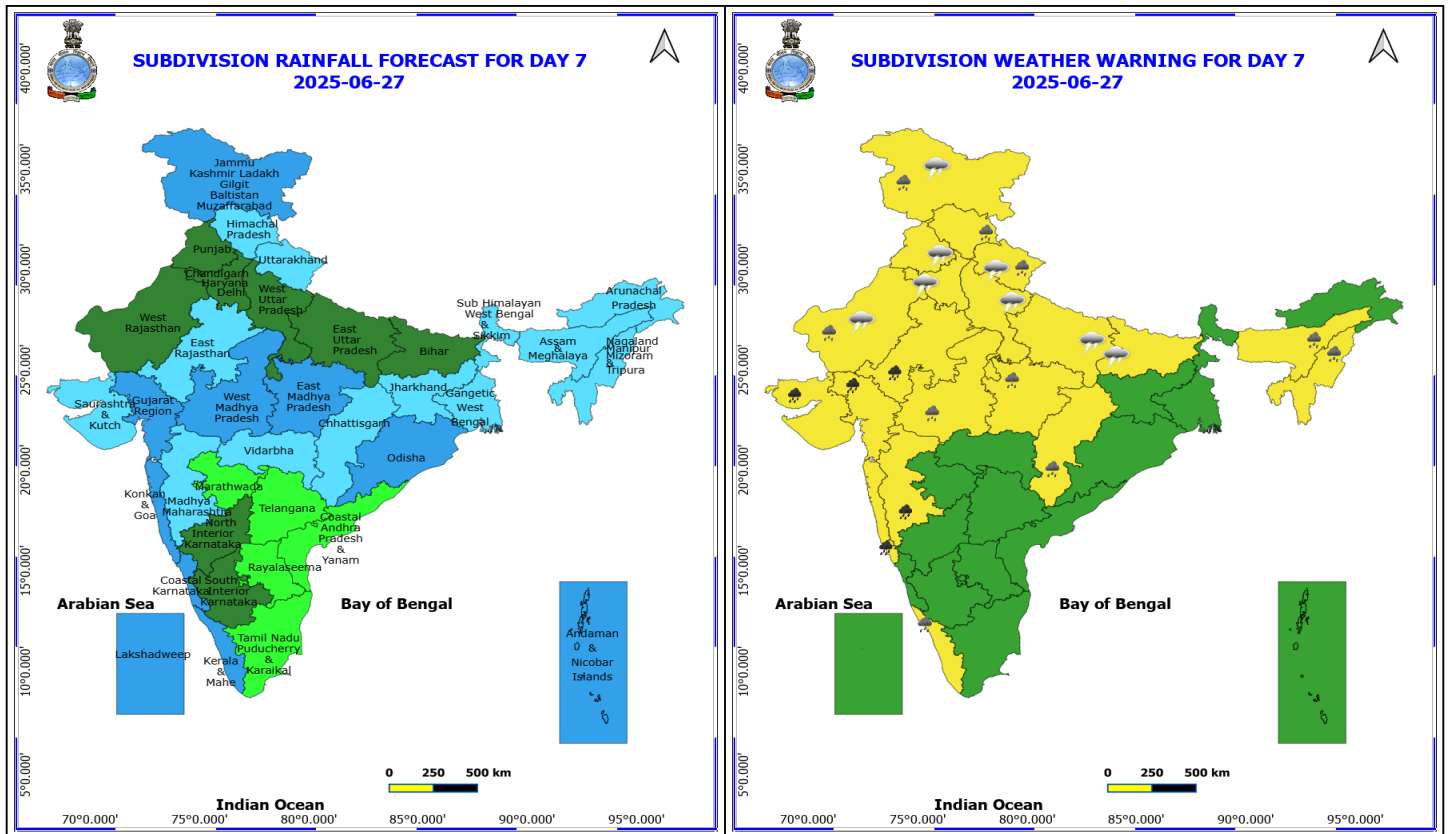 SUBDIVISION RAINFALL FORECAST FOR DAY 7
2025-06-27
40°0.000'
35°0.000'
30°0.000'
25°0.000'
20°0.000'
15°0.000'
10°0.000'
5°0.000'
Jammu
Kashmir Ladakh
Gilgit
Baltistan
Muzaffarabad
Himachal
Pradesh
Punjab
Uttarakhand
Chandigarh
Haryana
Delhi
West
Uttar
Pradesh
West
Rajasthan
East
Rajasthan
East
Uttar
Pradesh
Bihar
Sub Himalayan
West Bengal
&
Sikkim
Arunachal
Pradesh
Assam
&
Meghalaya
Nagaland
Manipur
Mizoram
&
Tripura
Saurashtra
&
Kutch
Gujarat
Region
West
Madhya
Pradesh
East
Madhya
Pradesh
Jharkhand
Gangetic
West
Bengal
Chhattisgarh
Odisha
Vidarbha
Konkan
&
Goa
Madhya
Maharashtra
Marathwada
Telangana
North
Interior
Karnataka
Coastal
Andhra
Pradesh
&
Yanam
Rayalaseema
Coastal
Karnataka
South
Interior
Karnataka
Tamil Nadu
Puducherry
&
Karaikal
Kerala
&
Mahe
Arabian Sea
Bay of Bengal
Lakshadweep
Andaman
&
Nicobar
Islands
0 250 500 km
Indian Ocean
70°0.000' 75°0.000' 80°0.000' 85°0.000' 90°0.000' 95°0.000'
SUBDIVISION WEATHER WARNING FOR DAY 7
2025-06-27
40°0.000'
35°0.000'
30°0.000'
25°0.000'
20°0.000'
15°0.000'
10°0.000'
5°0.000'
Arabian Sea
Bay of Bengal
0 250 500 km
Indian Ocean
70°0.000' 75°0.000' 80°0.000' 85°0.000' 90°0.000' 95°0.000'